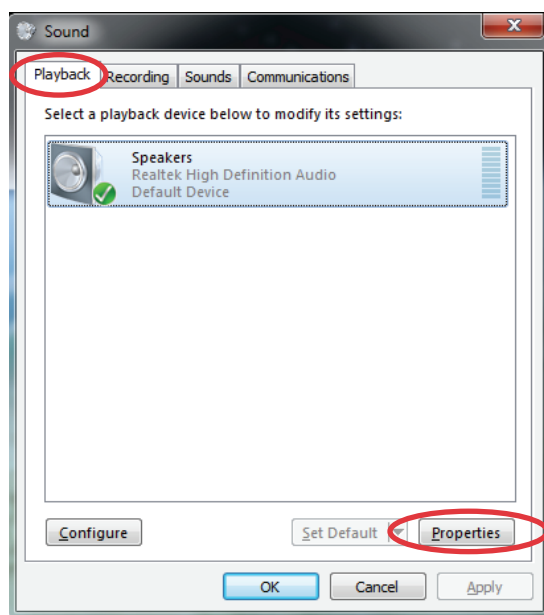 Sound
Playback Recording Sounds Communications
Select a playback device below to modify its settings:
Speakers
Realtek High Definition Audio
Default Device
Configure Set Default Properties
OK Cancel Apply